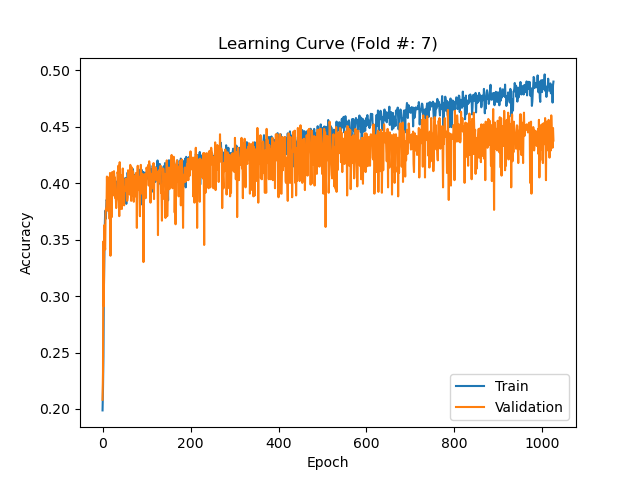 Learning Curve (Fold #: 7)
0.50
0.45
0.40
0.35
0.30
0.25
0.20
Accuracy
0 200 400 600 800 1000
Epoch
Train
Validation